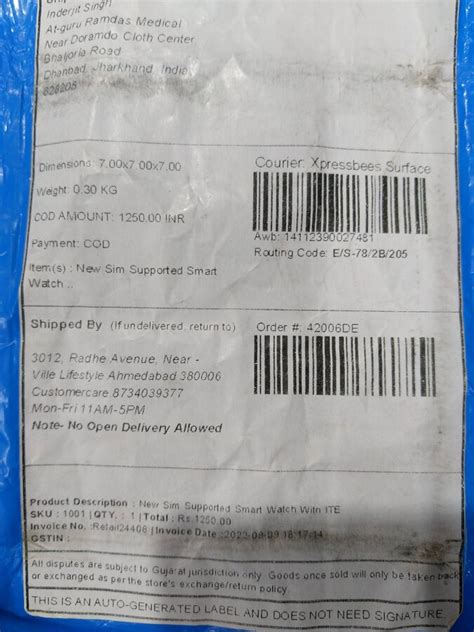 Inderjit Singh
At-guru Ramdas Medical
Near Doramdo Cloth Center
Road
Dhanbad, Jharkhand, India
Dimensions: 7.00x7.00x7.00
Weight: 0.30 KG
COD AMOUNT: 1250.00 INR
Payment: COD
Item(s) : New Sim Supported Smart
Watch ..
Courier: Xpressbees Surface
Awb: 14112390027481
Routing Code: E/S-78/2B/205
Shipped By (If undelivered, return to)
3012, Radhe Avenue, Near -
Ville Lifestyle Ahmedabad 380006
Customercare 8734039377
Mon-Fri 11AM-5PM
Note- No Open Delivery Allowed
Order #: 42006DE
Product Description : New Sim Supported Smart Watch With ITE
SKU : 1001 | QTY. : 1 | Total : Rs.1250.00
Invoice No. :Retail24408 | Invoice Date :2022-09-09 18:17:14
GSTIN :
All disputes are subject to Gujarat jurisdiction only. Goods once sold will only be taken back
or exchanged as per the store's exchange/return policy.
THIS IS AN AUTO-GENERATED LABEL AND DOES NOT NEED SIGNATURE.